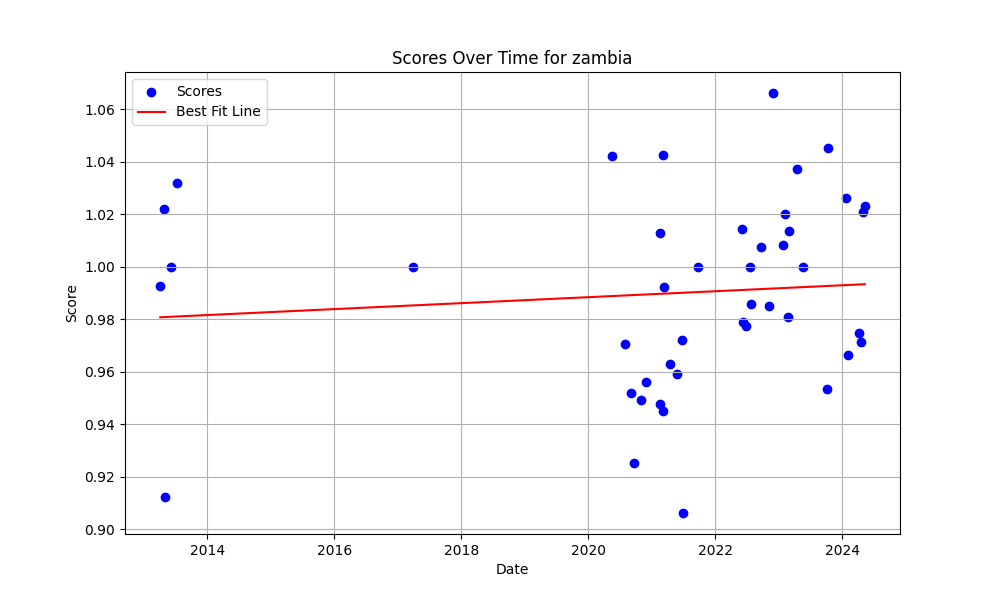 Scores Over Time for zambia
Scores
Best Fit Line
Score
1.06
1.04
1.02
1.00
0.98
0.96
0.94
0.92
0.90
2014 2016 2018 2020 2022 2024
Date